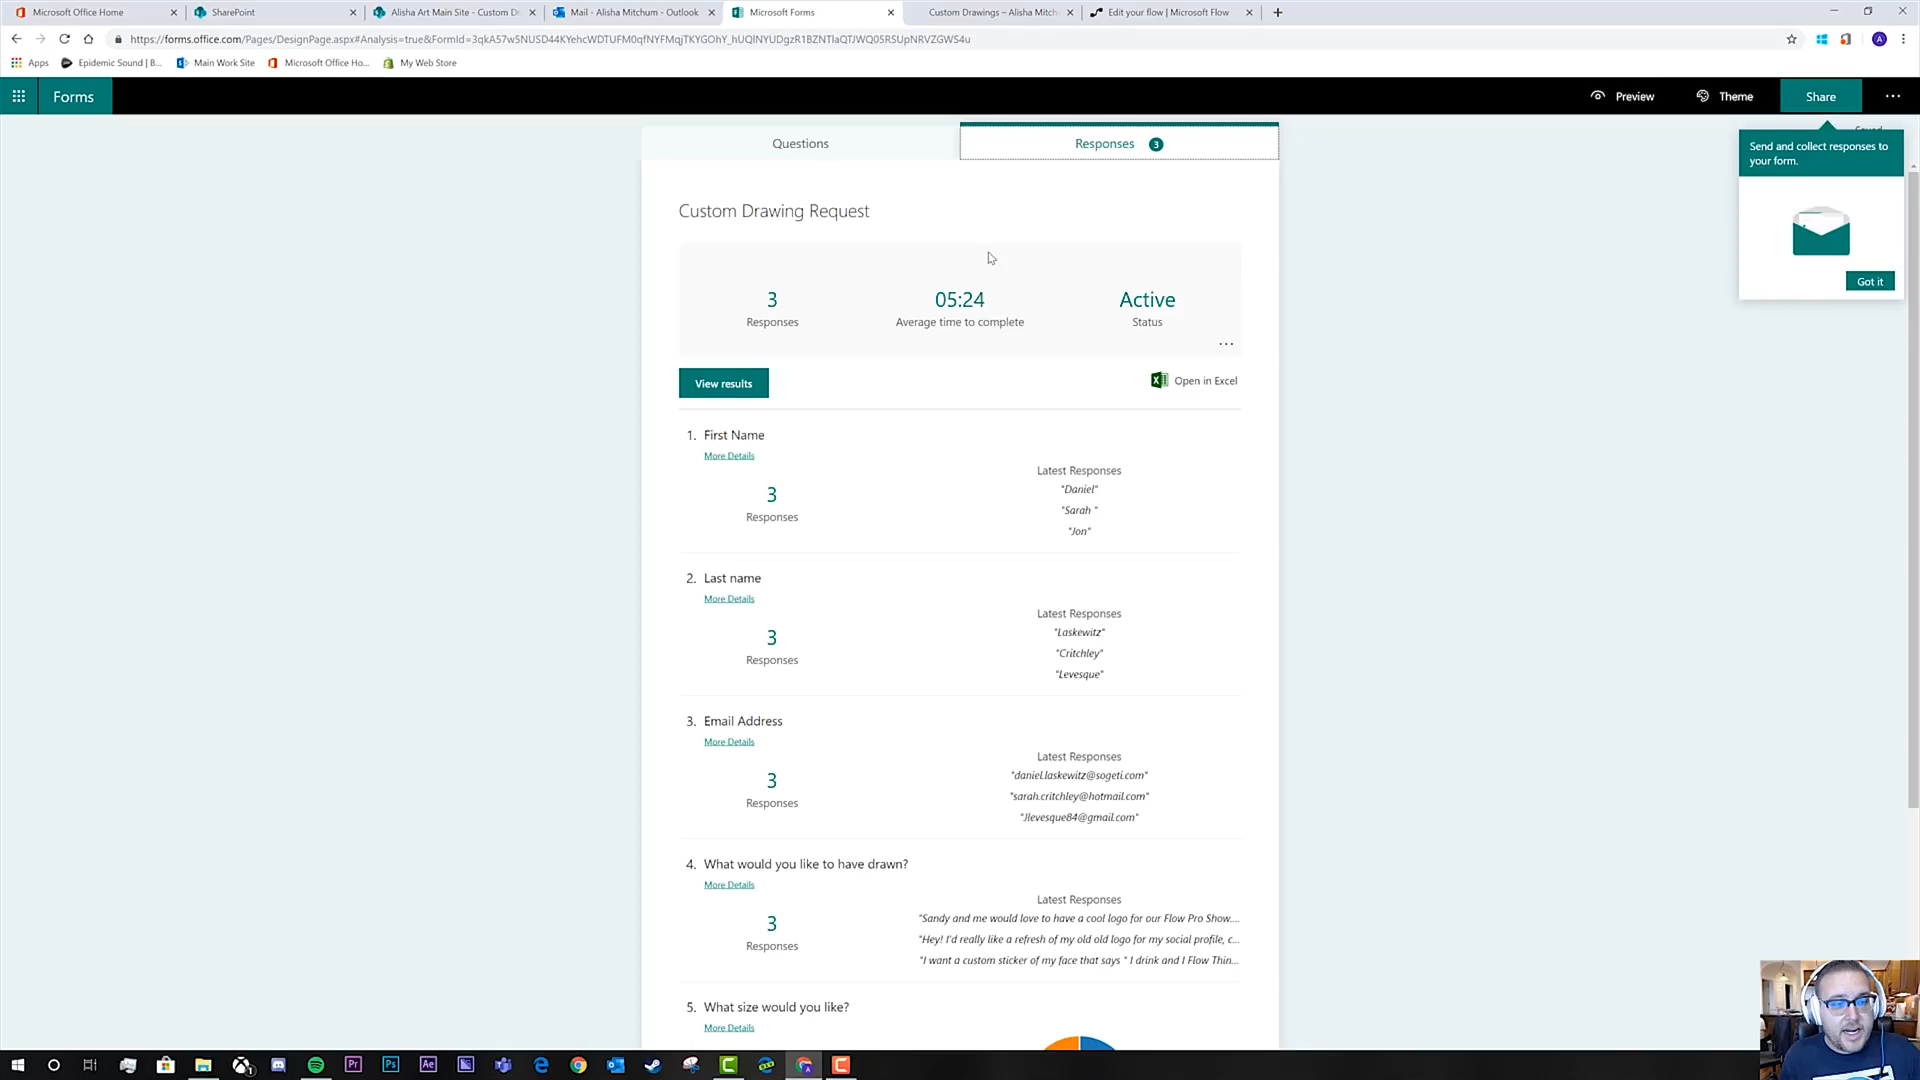 Microsoft Office Home
SharePoint
Alisha Art Main Site - Custom Dr
Mail - Alisha Mitchum - Outlook
Microsoft Forms
Custom Drawings – Alisha Mitch
Edit your flow | Microsoft Flow
https://forms.office.com/Pages/DesignPage.aspx#Analysis=true&FormId=3qkA57w5NUSD44KYehcWDTUFM0qfNYFMqjTKYGOhY_hUQlNYUDgzR1BZNTlaQTJWQ05RSUpNRVZGWS4u
Apps
Epidemic Sound | B...
Main Work Site
Microsoft Office Ho...
My Web Store
Forms
Preview
Theme
Share
Saved
Questions
Responses 3
Send and collect responses to
your form.
Got it
Custom Drawing Request
3
Responses
05:24
Average time to complete
Active
Status
View results
Open in Excel
1. First Name
More Details
3
Responses
Latest Responses
"Daniel"
"Sarah "
"Jon"
2. Last name
More Details
3
Responses
Latest Responses
"Laskewitz"
"Critchley"
"Levesque"
3. Email Address
More Details
3
Responses
Latest Responses
"daniel.laskewitz@sogeti.com"
"sarah.critchley@hotmail.com"
"Jlevesque84@gmail.com"
4. What would you like to have drawn?
More Details
3
Responses
Latest Responses
"Sandy and me would love to have a cool logo for our Flow Pro Show....
"Hey! I'd really like a refresh of my old old logo for my social profile, c...
"I want a custom sticker of my face that says " I drink and I Flow Thin...
5. What size would you like?
More Details